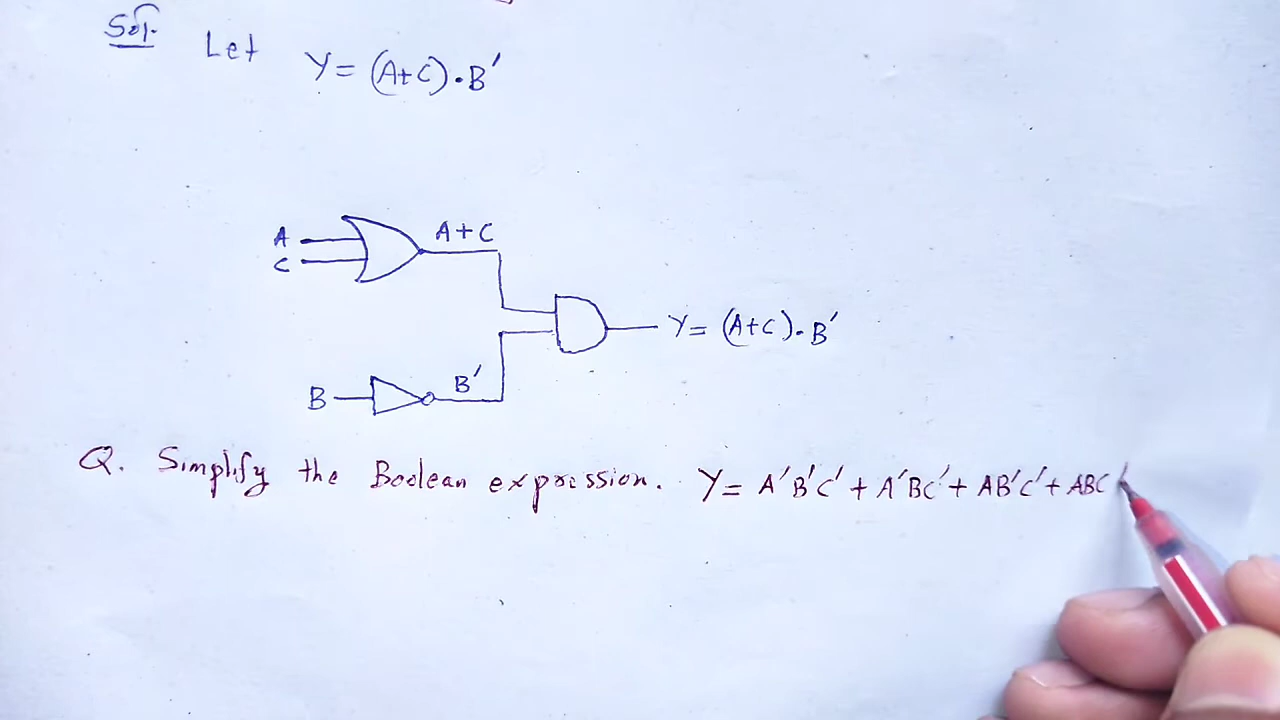 Sol. Let Y = (A+C)·B'
A
C
A+C
Y = (A+C)·B'
B
B'
Q. Simplify the Boolean expression. Y = A'B'C' + A'BC' + AB'C' + ABC'